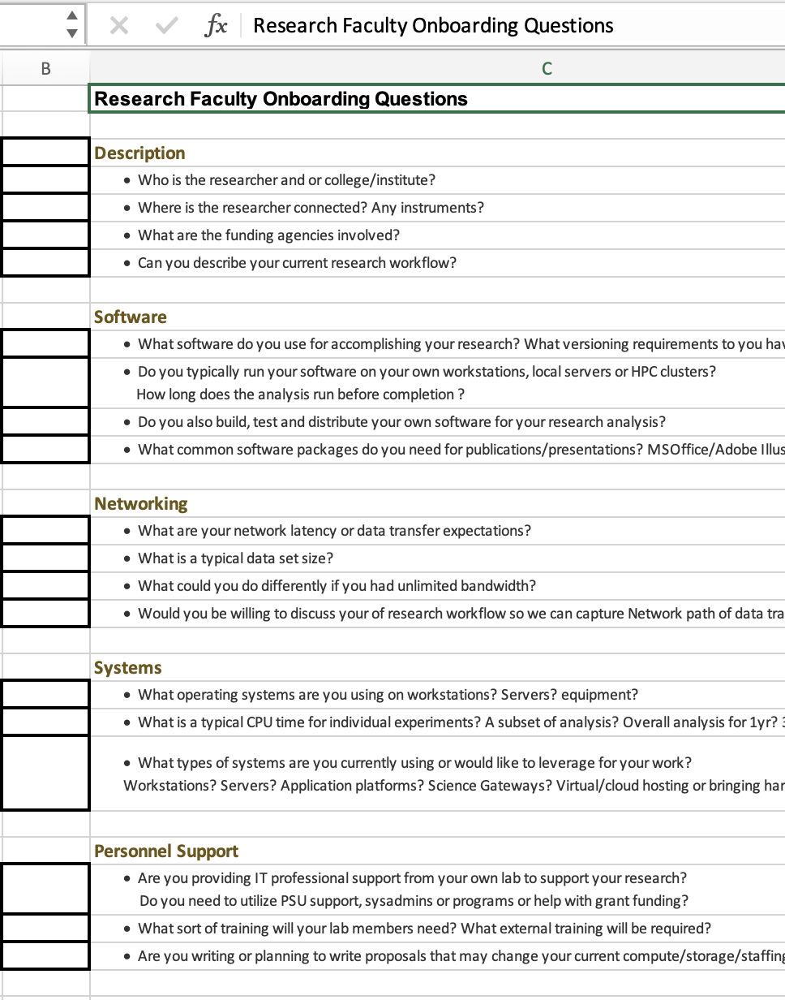 fx Research Faculty Onboarding Questions
B C
Research Faculty Onboarding Questions
Description
• Who is the researcher and or college/institute?
• Where is the researcher connected? Any instruments?
• What are the funding agencies involved?
• Can you describe your current research workflow?
Software
• What software do you use for accomplishing your research? What versioning requirements to you hav
• Do you typically run your software on your own workstations, local servers or HPC clusters?
How long does the analysis run before completion ?
• Do you also build, test and distribute your own software for your research analysis?
• What common software packages do you need for publications/presentations? MSOffice/Adobe Illus
Networking
• What are your network latency or data transfer expectations?
• What is a typical data set size?
• What could you do differently if you had unlimited bandwidth?
• Would you be willing to discuss your of research workflow so we can capture Network path of data tra
Systems
• What operating systems are you using on workstations? Servers? equipment?
• What is a typical CPU time for individual experiments? A subset of analysis? Overall analysis for 1yr? 3
• What types of systems are you currently using or would like to leverage for your work?
Workstations? Servers? Application platforms? Science Gateways? Virtual/cloud hosting or bringing har
Personnel Support
• Are you providing IT professional support from your own lab to support your research?
Do you need to utilize PSU support, sysadmins or programs or help with grant funding?
• What sort of training will your lab members need? What external training will be required?
• Are you writing or planning to write proposals that may change your current compute/storage/staffing